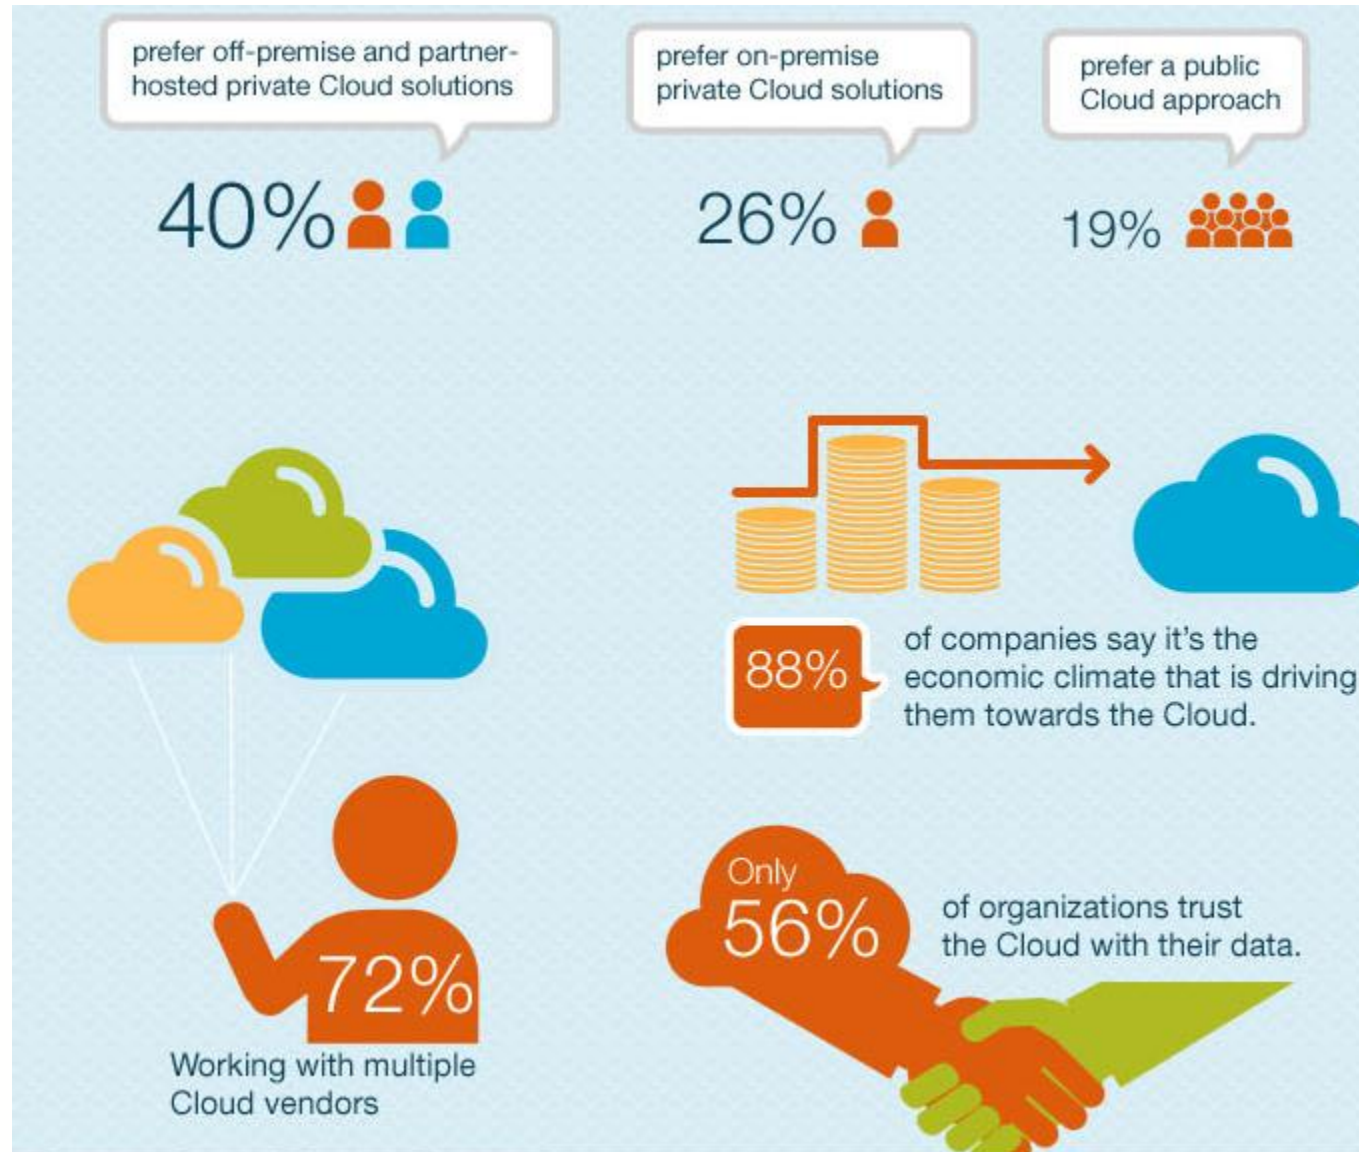 prefer off-premise and partner-
hosted private Cloud solutions
40%
prefer on-premise
private Cloud solutions
26%
prefer a public
Cloud approach
19%
88%
of companies say it's the
economic climate that is driving
them towards the Cloud.
72%
Working with multiple
Cloud vendors
Only
56%
of organizations trust
the Cloud with their data.